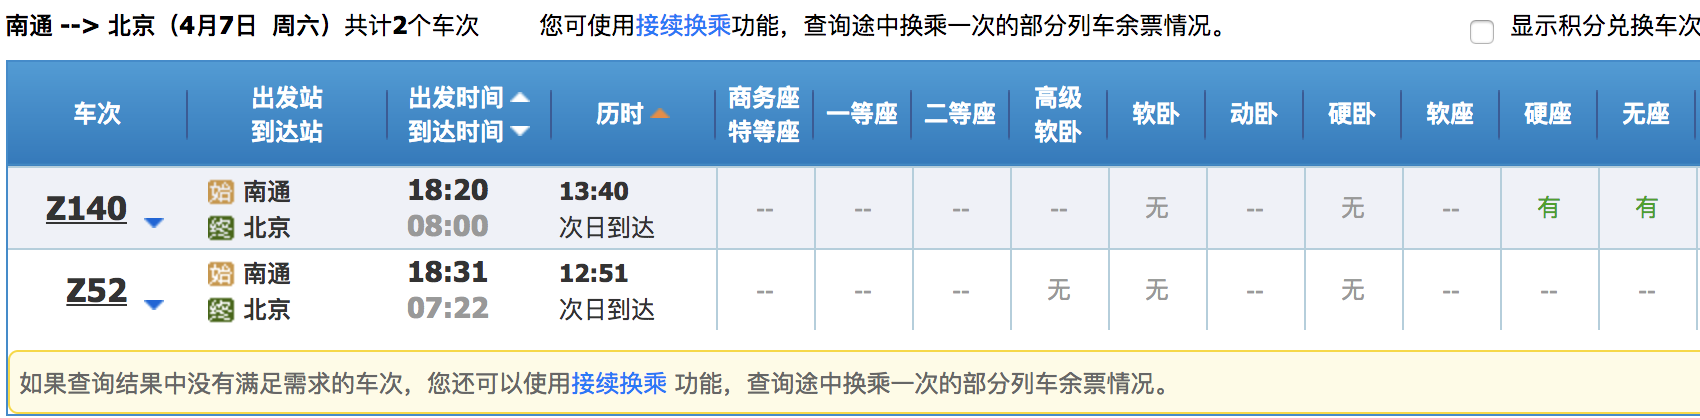 南通 --> 北京（4月7日 周六）共计2个车次 您可使用接续换乘功能，查询途中换乘一次的部分列车余票情况。 显示积分兑换车次
车次 出发站 到达站 出发时间 到达时间 历时 商务座 特等座 一等座 二等座 高级 软卧 软卧 动卧 硬卧 软座 硬座 无座
Z140 始 南通 18:20 13:40 -- -- -- -- 无 -- 无 -- 有 有
终 北京 08:00 次日到达
Z52 始 南通 18:31 12:51 -- -- -- 无 无 -- 无 -- -- --
终 北京 07:22 次日到达
如果查询结果中没有满足需求的车次，您还可以使用接续换乘 功能，查询途中换乘一次的部分列车余票情况。